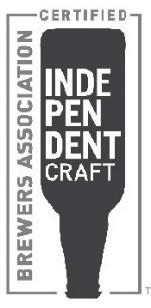 CERTIFIED
BREWERS ASSOCIATION
INDE
PEN
DENT
CRAFT
T